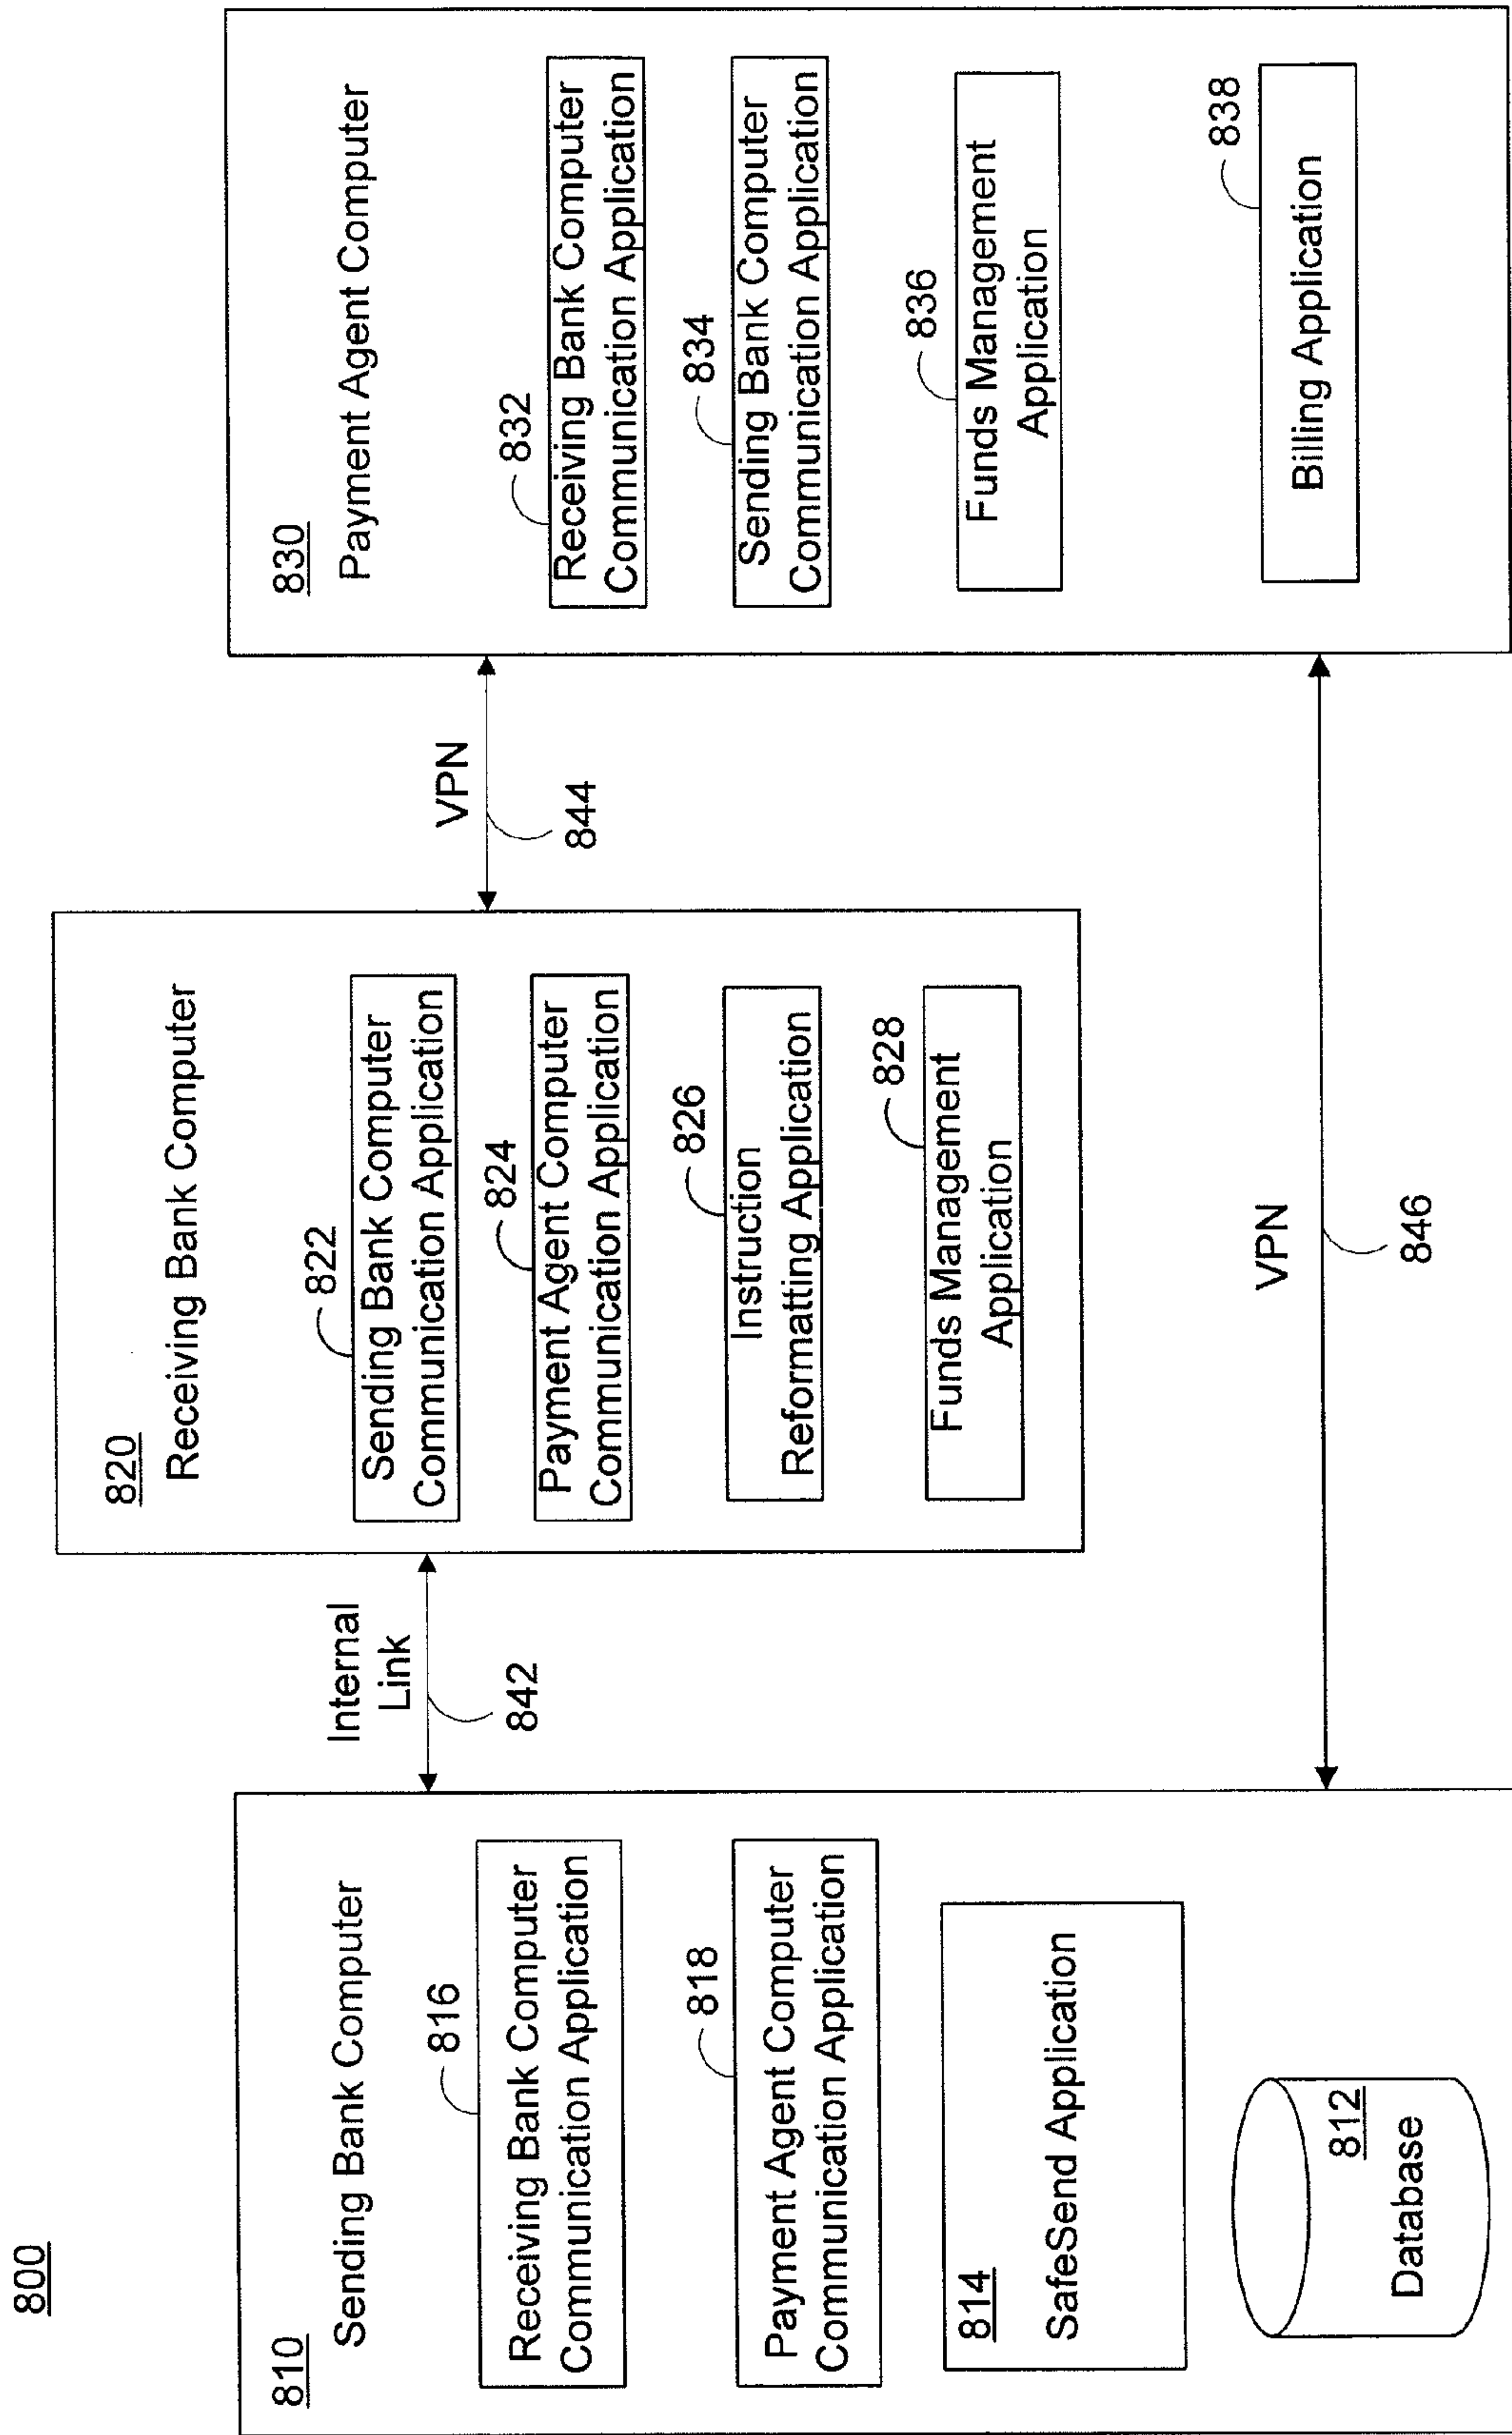 800
810
Sending Bank Computer
816
Receiving Bank Computer
Communication Application
818
Payment Agent Computer
Communication Application
814
SafeSend Application
812
Database
Internal
Link
842
820
Receiving Bank Computer
822
Sending Bank Computer
Communication Application
824
Payment Agent Computer
Communication Application
826
Instruction
Reformatting Application
828
Funds Management
Application
VPN
844
VPN
846
830
Payment Agent Computer
832
Receiving Bank Computer
Communication Application
834
Sending Bank Computer
Communication Application
836
Funds Management
Application
838
Billing Application